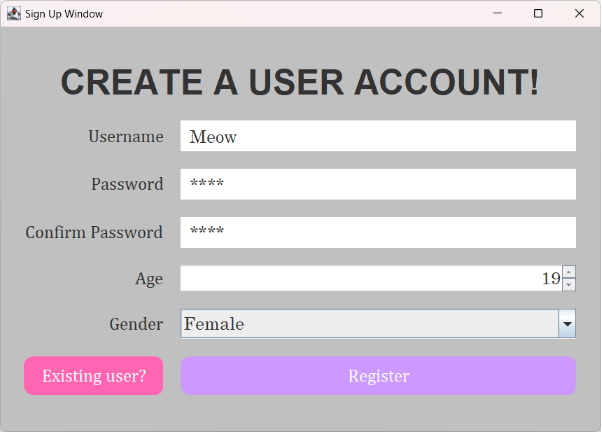 Sign Up Window
CREATE A USER ACCOUNT!
Username Meow
Password ****
Confirm Password ****
Age 19
Gender Female
Existing user? Register